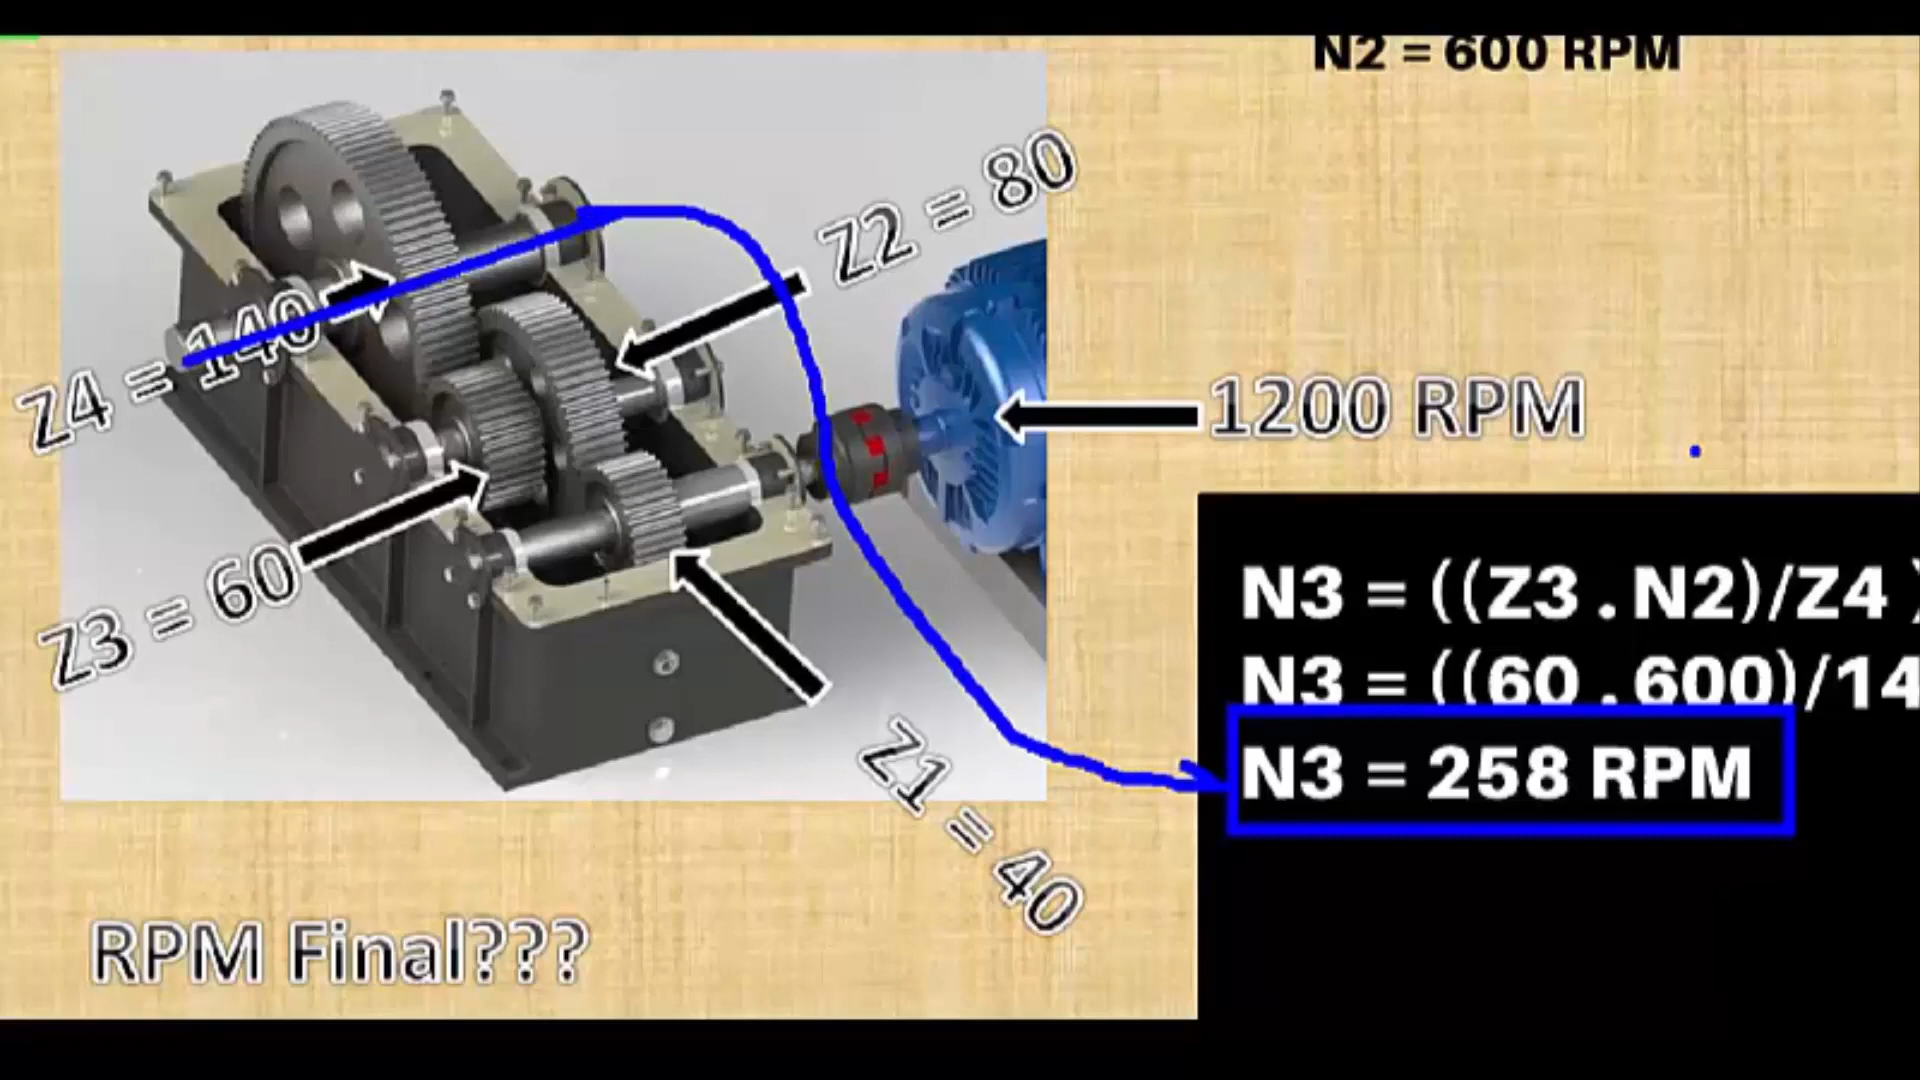 N2 = 600 RPM
Z2 = 80
Z4 = 140
1200 RPM
Z3 = 60
Z1 = 40
N3 = ((Z3 . N2)/Z4 )
N3 = ((60 . 600)/14
N3 = 258 RPM
RPM Final???